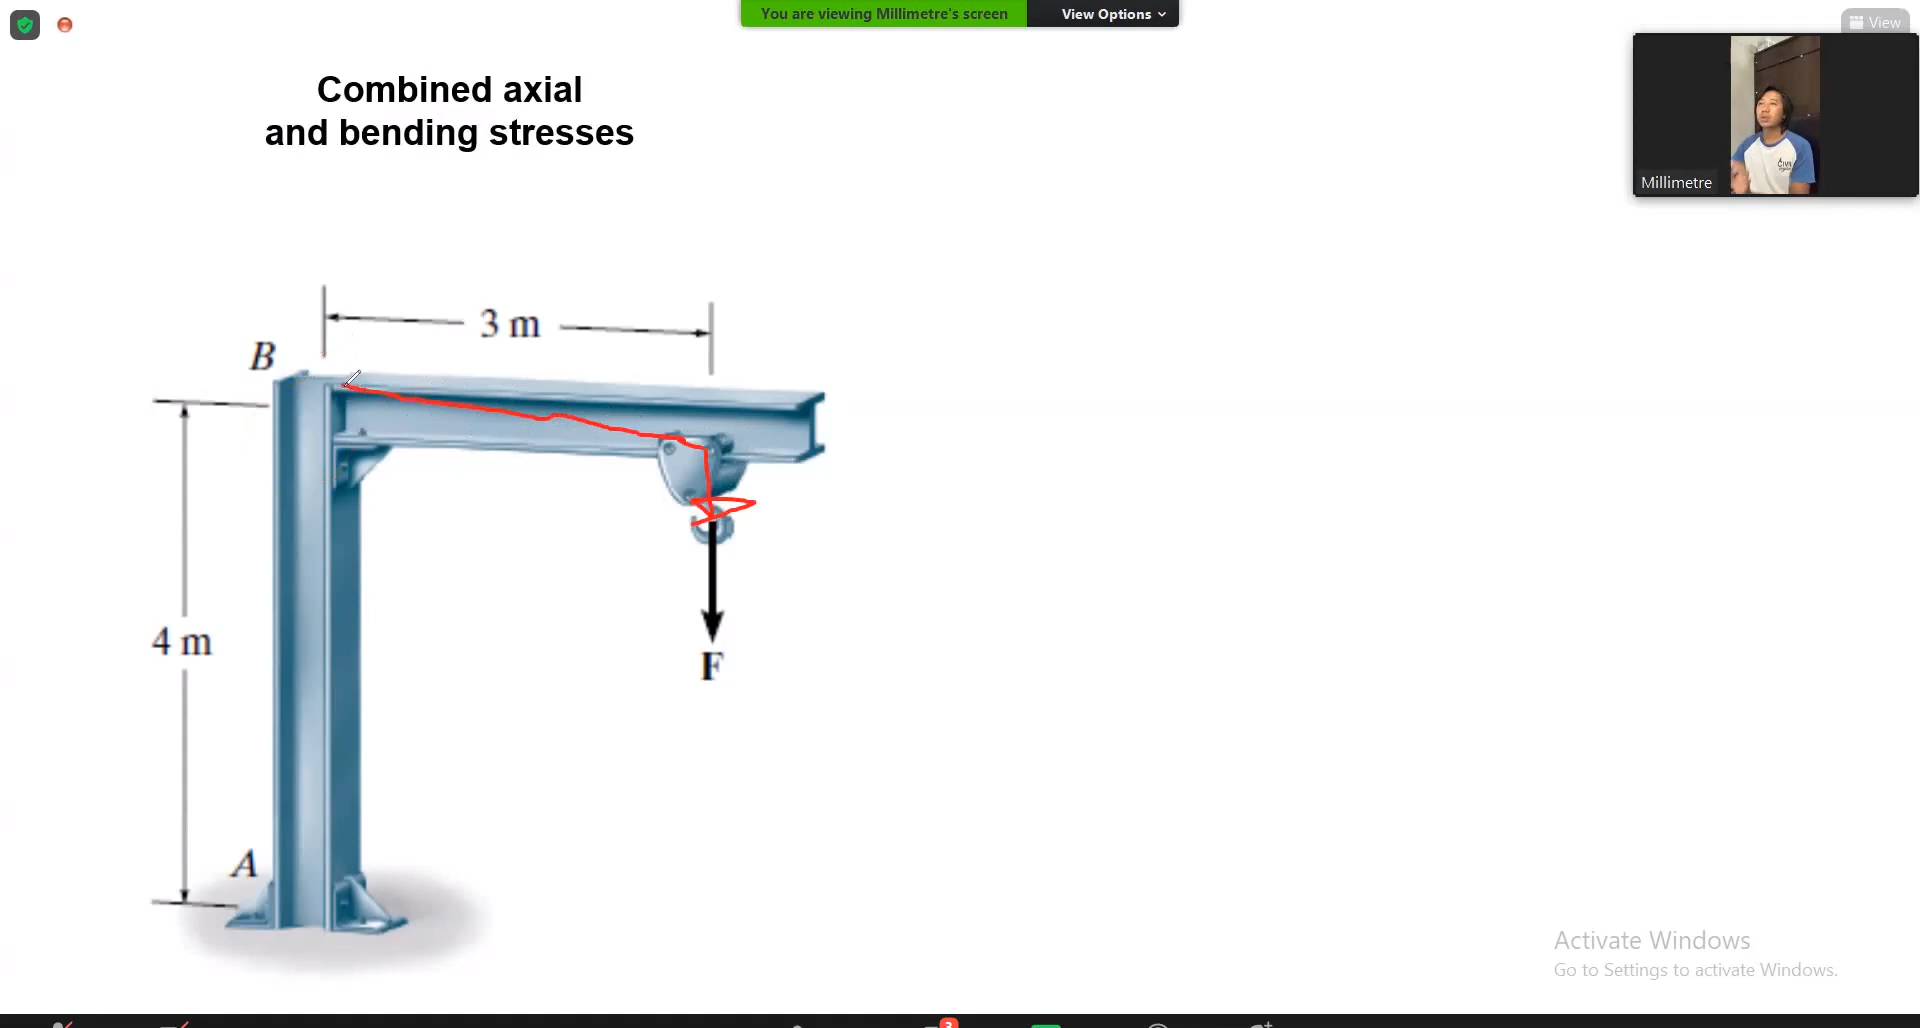 You are viewing Millimetre's screen
View Options
View
Combined axial
and bending stresses
Millimetre
3 m
B
4 m
F
A
Activate Windows
Go to Settings to activate Windows.
3